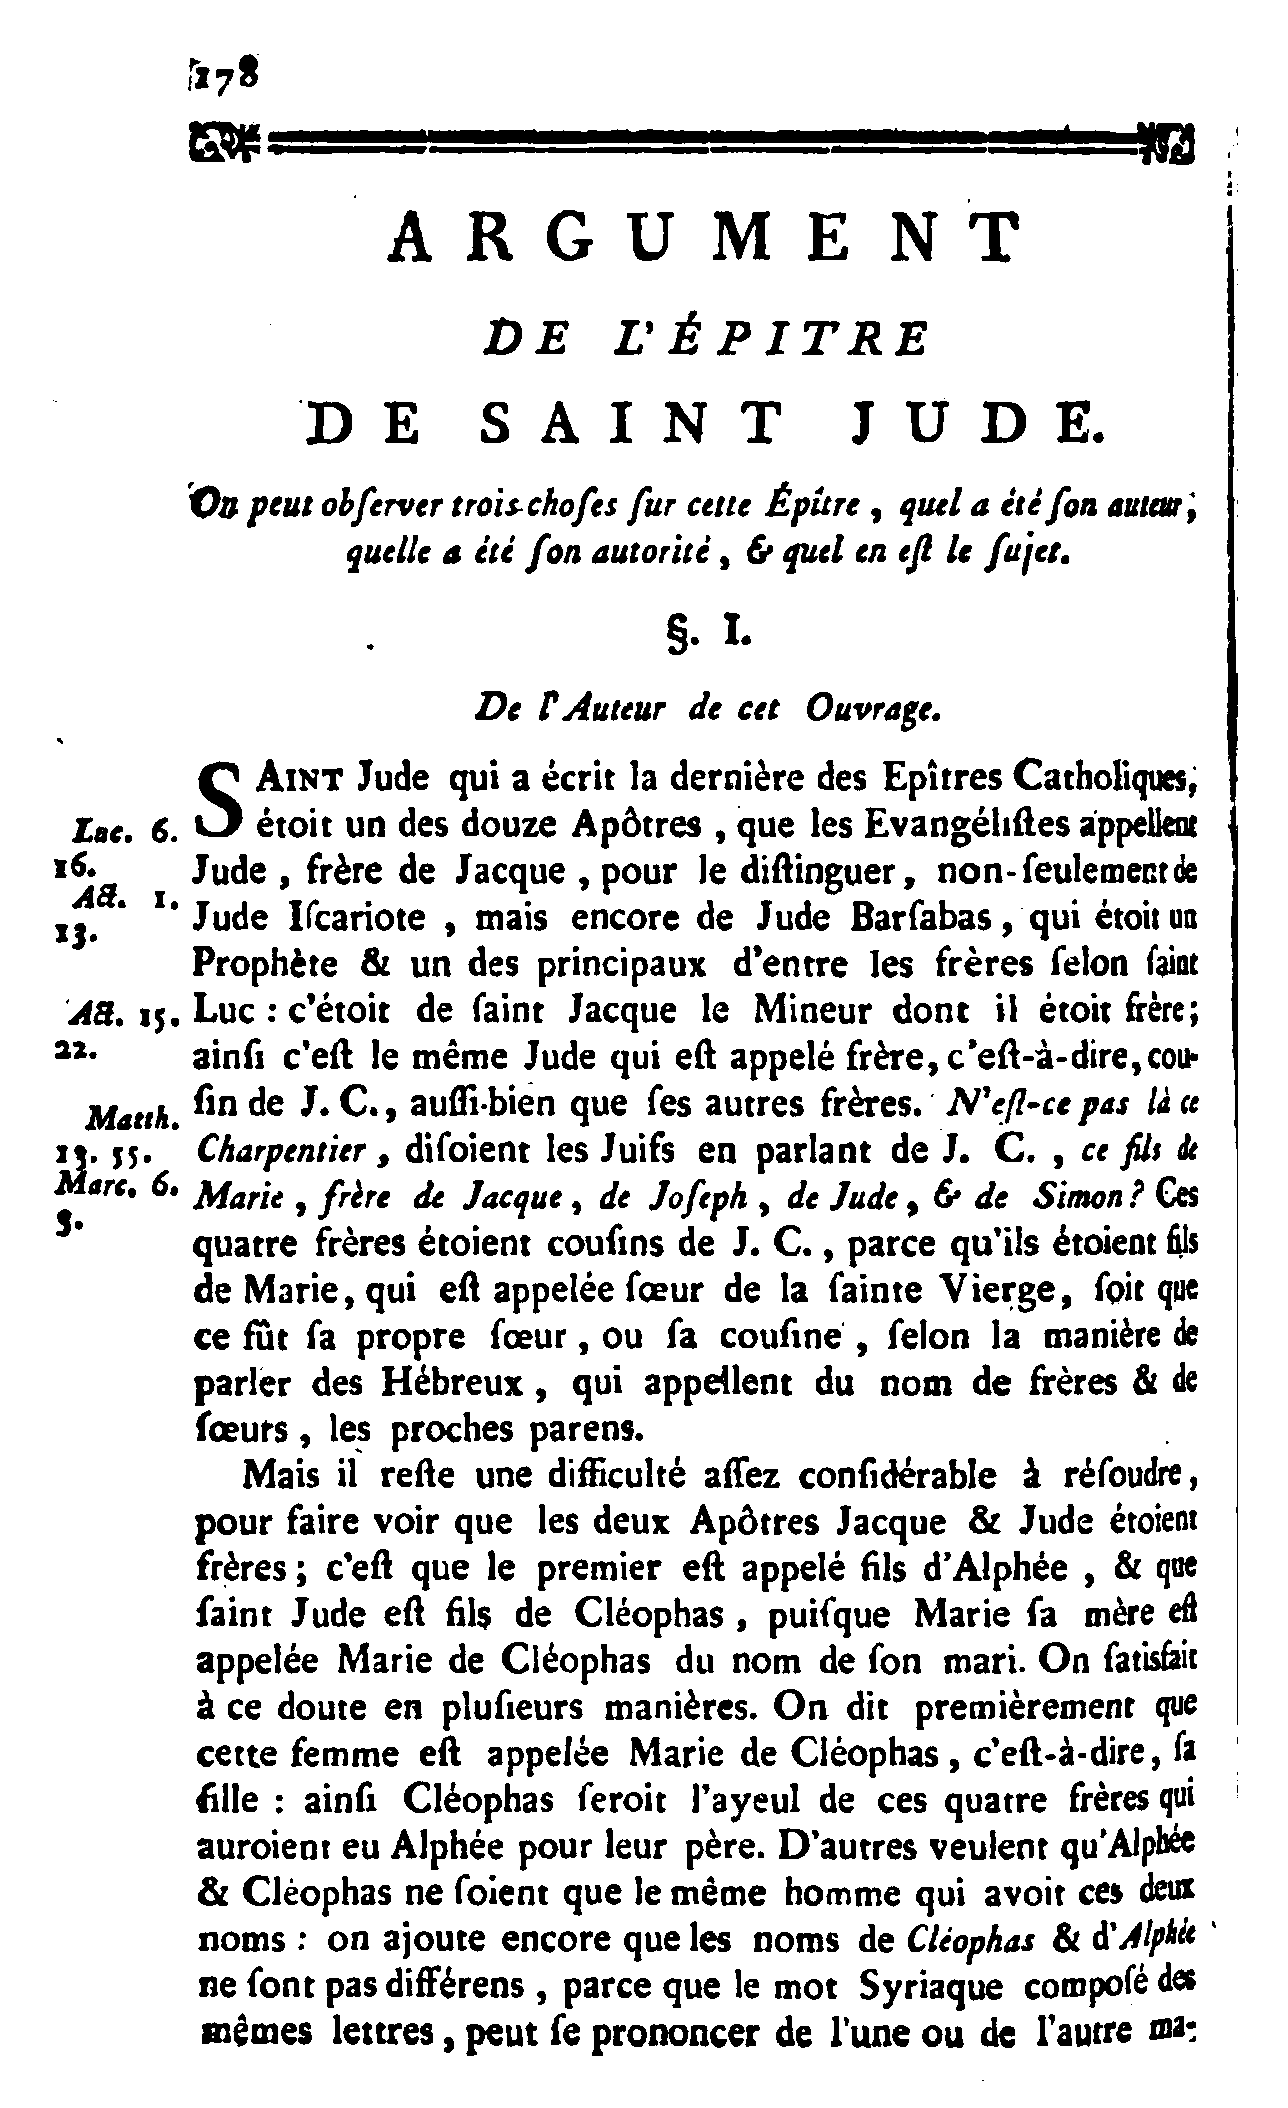 178
ARGUMENT
DE L'ÉPITRE
DE SAINT JUDE.
On peut obſerver trois choſes ſur cette Épître, quel a été ſon auteur;
quelle a été ſon autorité, & quel en eſt le ſujet.
§. I.
De l'Auteur de cet Ouvrage.
SAINT Jude qui a écrit la dernière des Epîtres Catholiques,
étoit un des douze Apôtres, que les Evangéliſtes appellent
Jude, frère de Jacque, pour le diſtinguer, non-ſeulement de
Jude Iſcariote, mais encore de Jude Barſabas, qui étoit un
Prophète & un des principaux d'entre les frères ſelon ſaint
Luc : c'étoit de ſaint Jacque le Mineur dont il étoit frère;
ainſi c'eſt le même Jude qui eſt appelé frère, c'eſt-à-dire, cou-
ſin de J. C., auſſi-bien que ſes autres frères. N'eſt-ce pas là ce
Charpentier, diſoient les Juifs en parlant de J. C., ce fils de
Marie, frère de Jacque, de Joſeph, de Jude, & de Simon? Ces
quatre frères étoient couſins de J. C., parce qu'ils étoient fils
de Marie, qui eſt appelée ſœur de la ſainte Vierge, ſoit que
ce fût ſa propre ſœur, ou ſa couſine, ſelon la manière de
parler des Hébreux, qui appellent du nom de frères & de
ſœurs, les proches parens.
Mais il reſte une difficulté aſſez conſidérable à réſoudre,
pour faire voir que les deux Apôtres Jacque & Jude étoient
frères; c'eſt que le premier eſt appelé fils d'Alphée, & que
ſaint Jude eſt fils de Cléophas, puiſque Marie ſa mère eſt
appelée Marie de Cléophas du nom de ſon mari. On ſatisfait
à ce doute en pluſieurs manières. On dit premièrement que
cette femme eſt appelée Marie de Cléophas, c'eſt-à-dire, ſa
fille : ainſi Cléophas ſeroit l'ayeul de ces quatre frères qui
auroient eu Alphée pour leur père. D'autres veulent qu'Alphée
& Cléophas ne ſoient que le même homme qui avoit ces deux
noms : on ajoute encore que les noms de Cléophas & d'Alphée
ne ſont pas différens, parce que le mot Syriaque compoſé des
mêmes lettres, peut ſe prononcer de l'une ou de l'autre ma-
Luc. 6.
16.
Act. 1.
13.
Act. 15.
22.
Matth.
13. 55.
Marc. 6.
3.